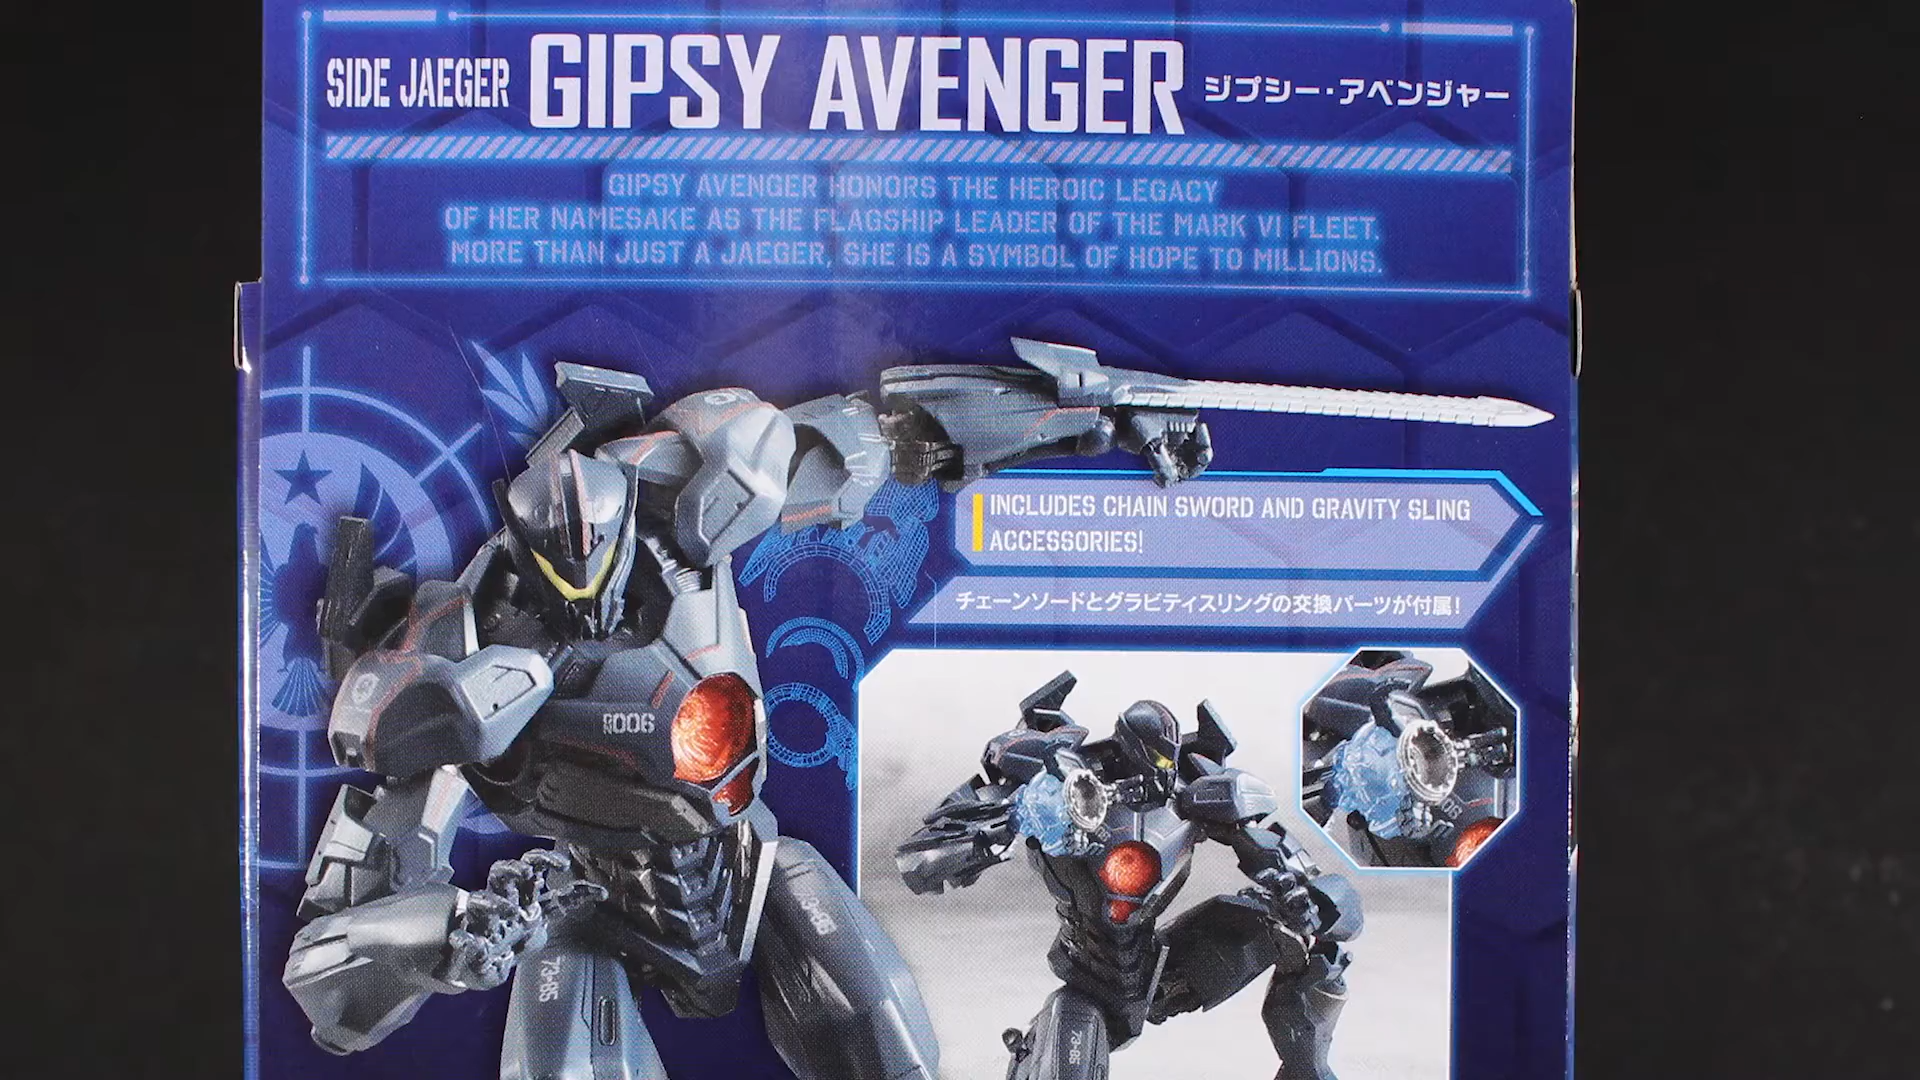 SIDE JAEGER GIPSY AVENGER ジプシー・アベンジャー
GIPSY AVENGER HONORS THE HEROIC LEGACY
OF HER NAMESAKE AS THE FLAGSHIP LEADER OF THE MARK VI FLEET.
MORE THAN JUST A JAEGER, SHE IS A SYMBOL OF HOPE TO MILLIONS.
INCLUDES CHAIN SWORD AND GRAVITY SLING
ACCESSORIES!
チェーンソードとグラビティスリングの交換パーツが付属!
006
73-85
73-85